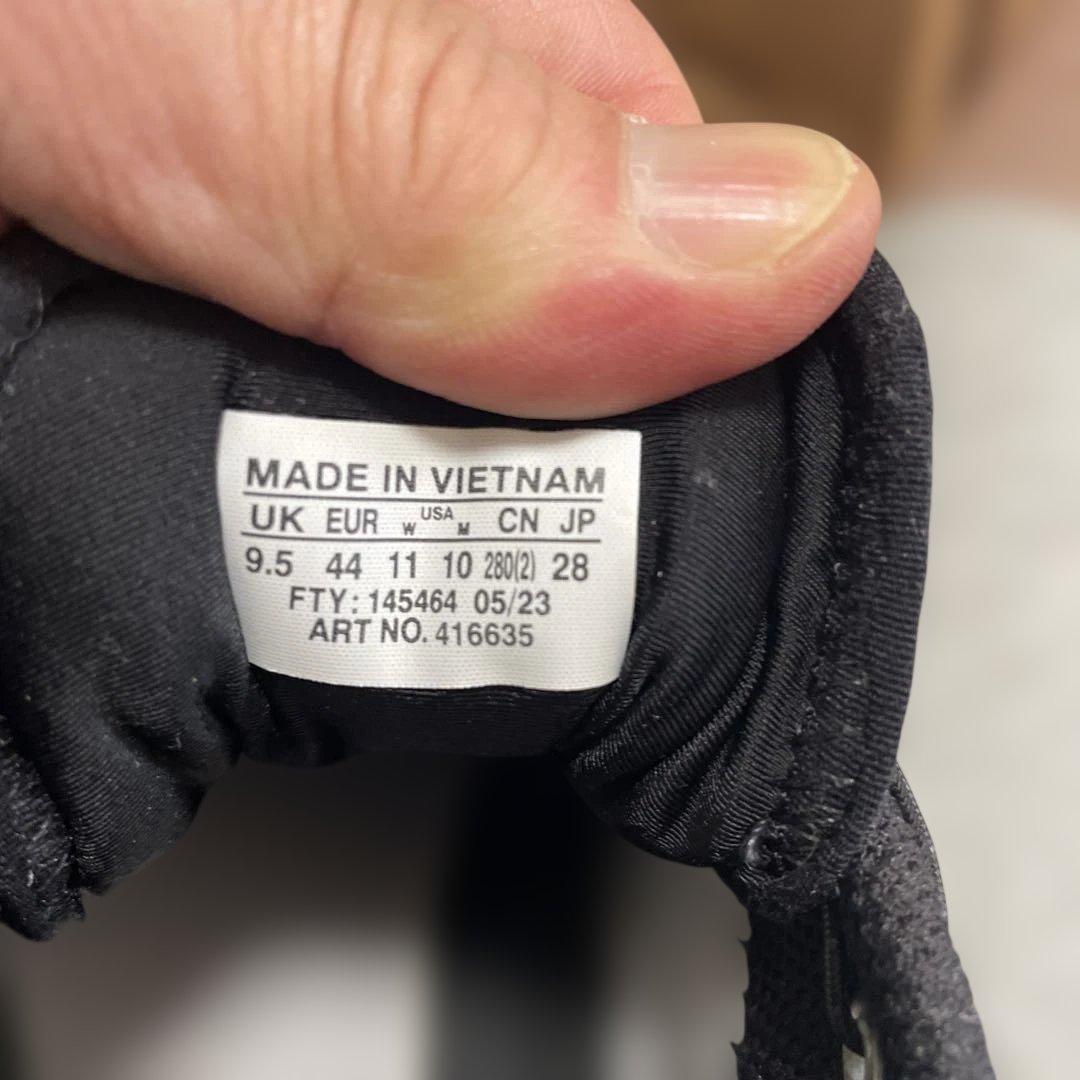 MADE IN VIETNAM
UK EUR W USA M CN JP
9.5 44 11 10 280(2) 28
FTY: 145464 05/23
ART NO. 416635